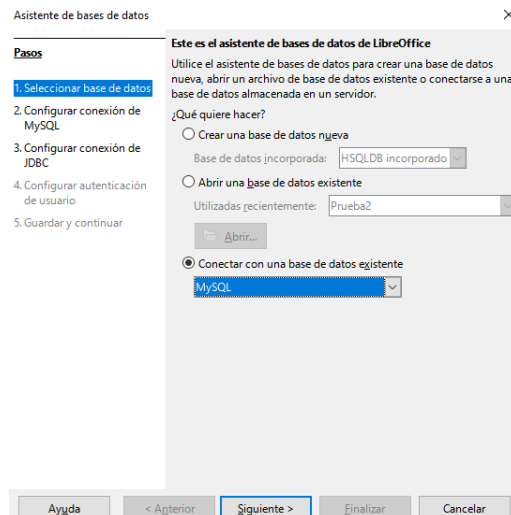 Asistente de bases de datos
Pasos
1. Seleccionar base de datos
2. Configurar conexión de
MySQL
3. Configurar conexión de
JDBC
4. Configurar autenticación
de usuario
5. Guardar y continuar
Este es el asistente de bases de datos de LibreOffice
Utilice el asistente de bases de datos para crear una base de datos
nueva, abrir un archivo de base de datos existente o conectarse a una
base de datos almacenada en un servidor.
¿Qué quiere hacer?
Crear una base de datos nueva
Base de datos incorporada: HSQLDB incorporado
Abrir una base de datos existente
Utilizadas recientemente: Prueba2
Abrir...
Conectar con una base de datos existente
MySQL
Ayuda < Anterior Siguiente > Finalizar Cancelar